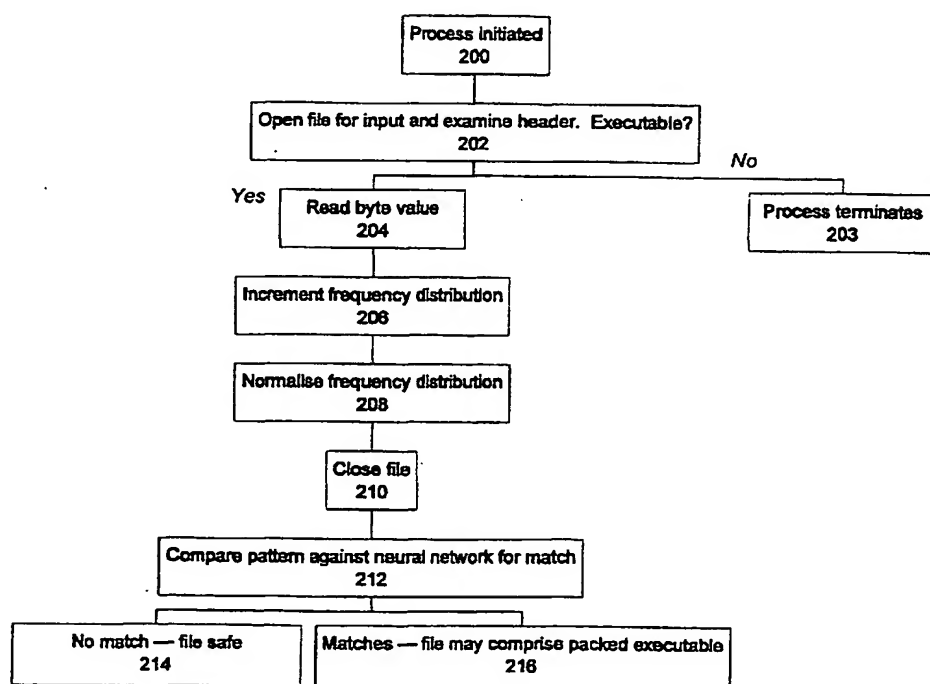 Process initiated
200
Open file for input and examine header. Executable?
202
No
Yes
Read byte value
204
Process terminates
203
Increment frequency distribution
206
Normalise frequency distribution
208
Close file
210
Compare pattern against neural network for match
212
No match — file safe
214
Matches — file may comprise packed executable
216